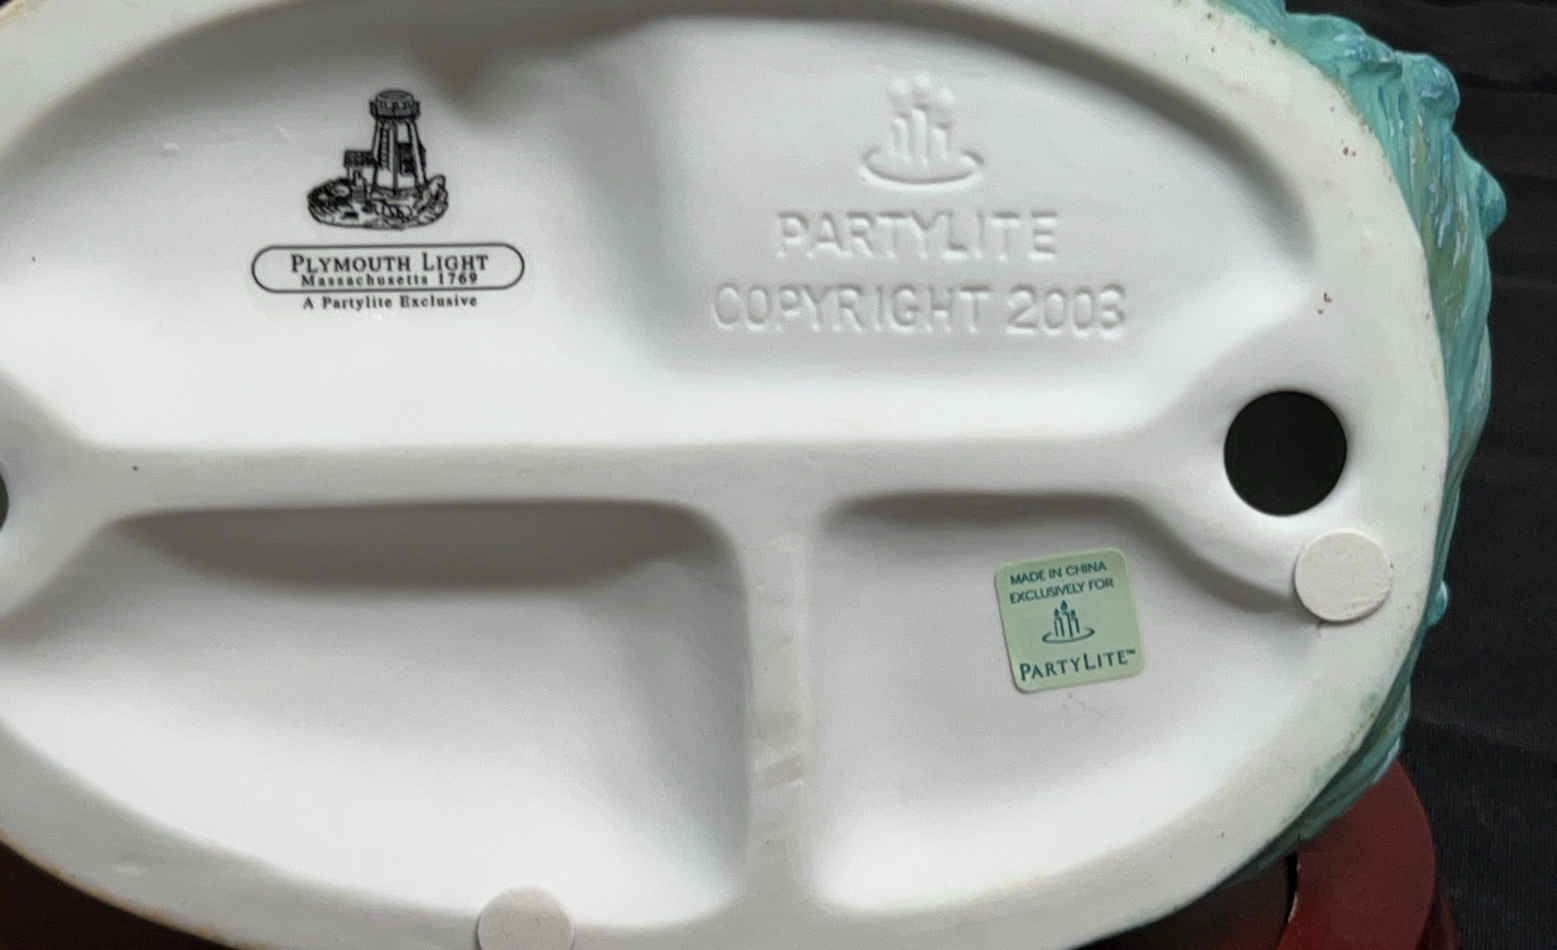 PLYMOUTH LIGHT
Massachusetts 1769
A Partylite Exclusive
PARTYLITE
COPYRIGHT 2003
MADE IN CHINA
EXCLUSIVELY FOR
PARTYLITE™